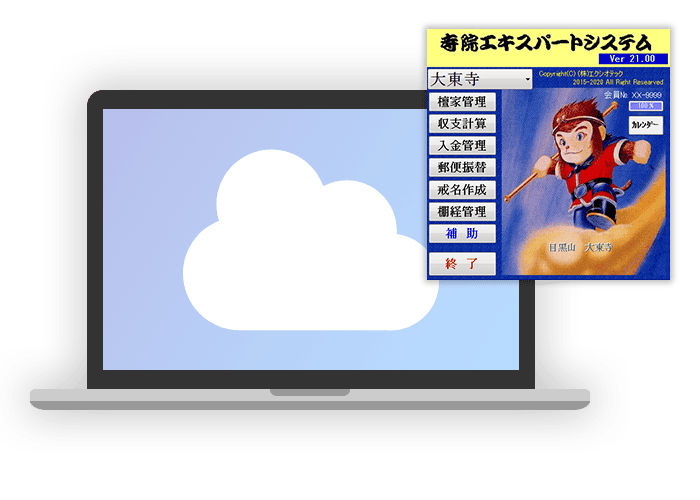 寺院エキスパートシステム
Ver 21.00
大東寺
Copyright(C) (株)エクシオテック
2015-2020 All Right Researved
会員№ XX-9999
100%
カレンダー
檀家管理
収支計算
入金管理
郵便振替
戒名作成
棚経管理
補 助
終 了
目黒山 大東寺